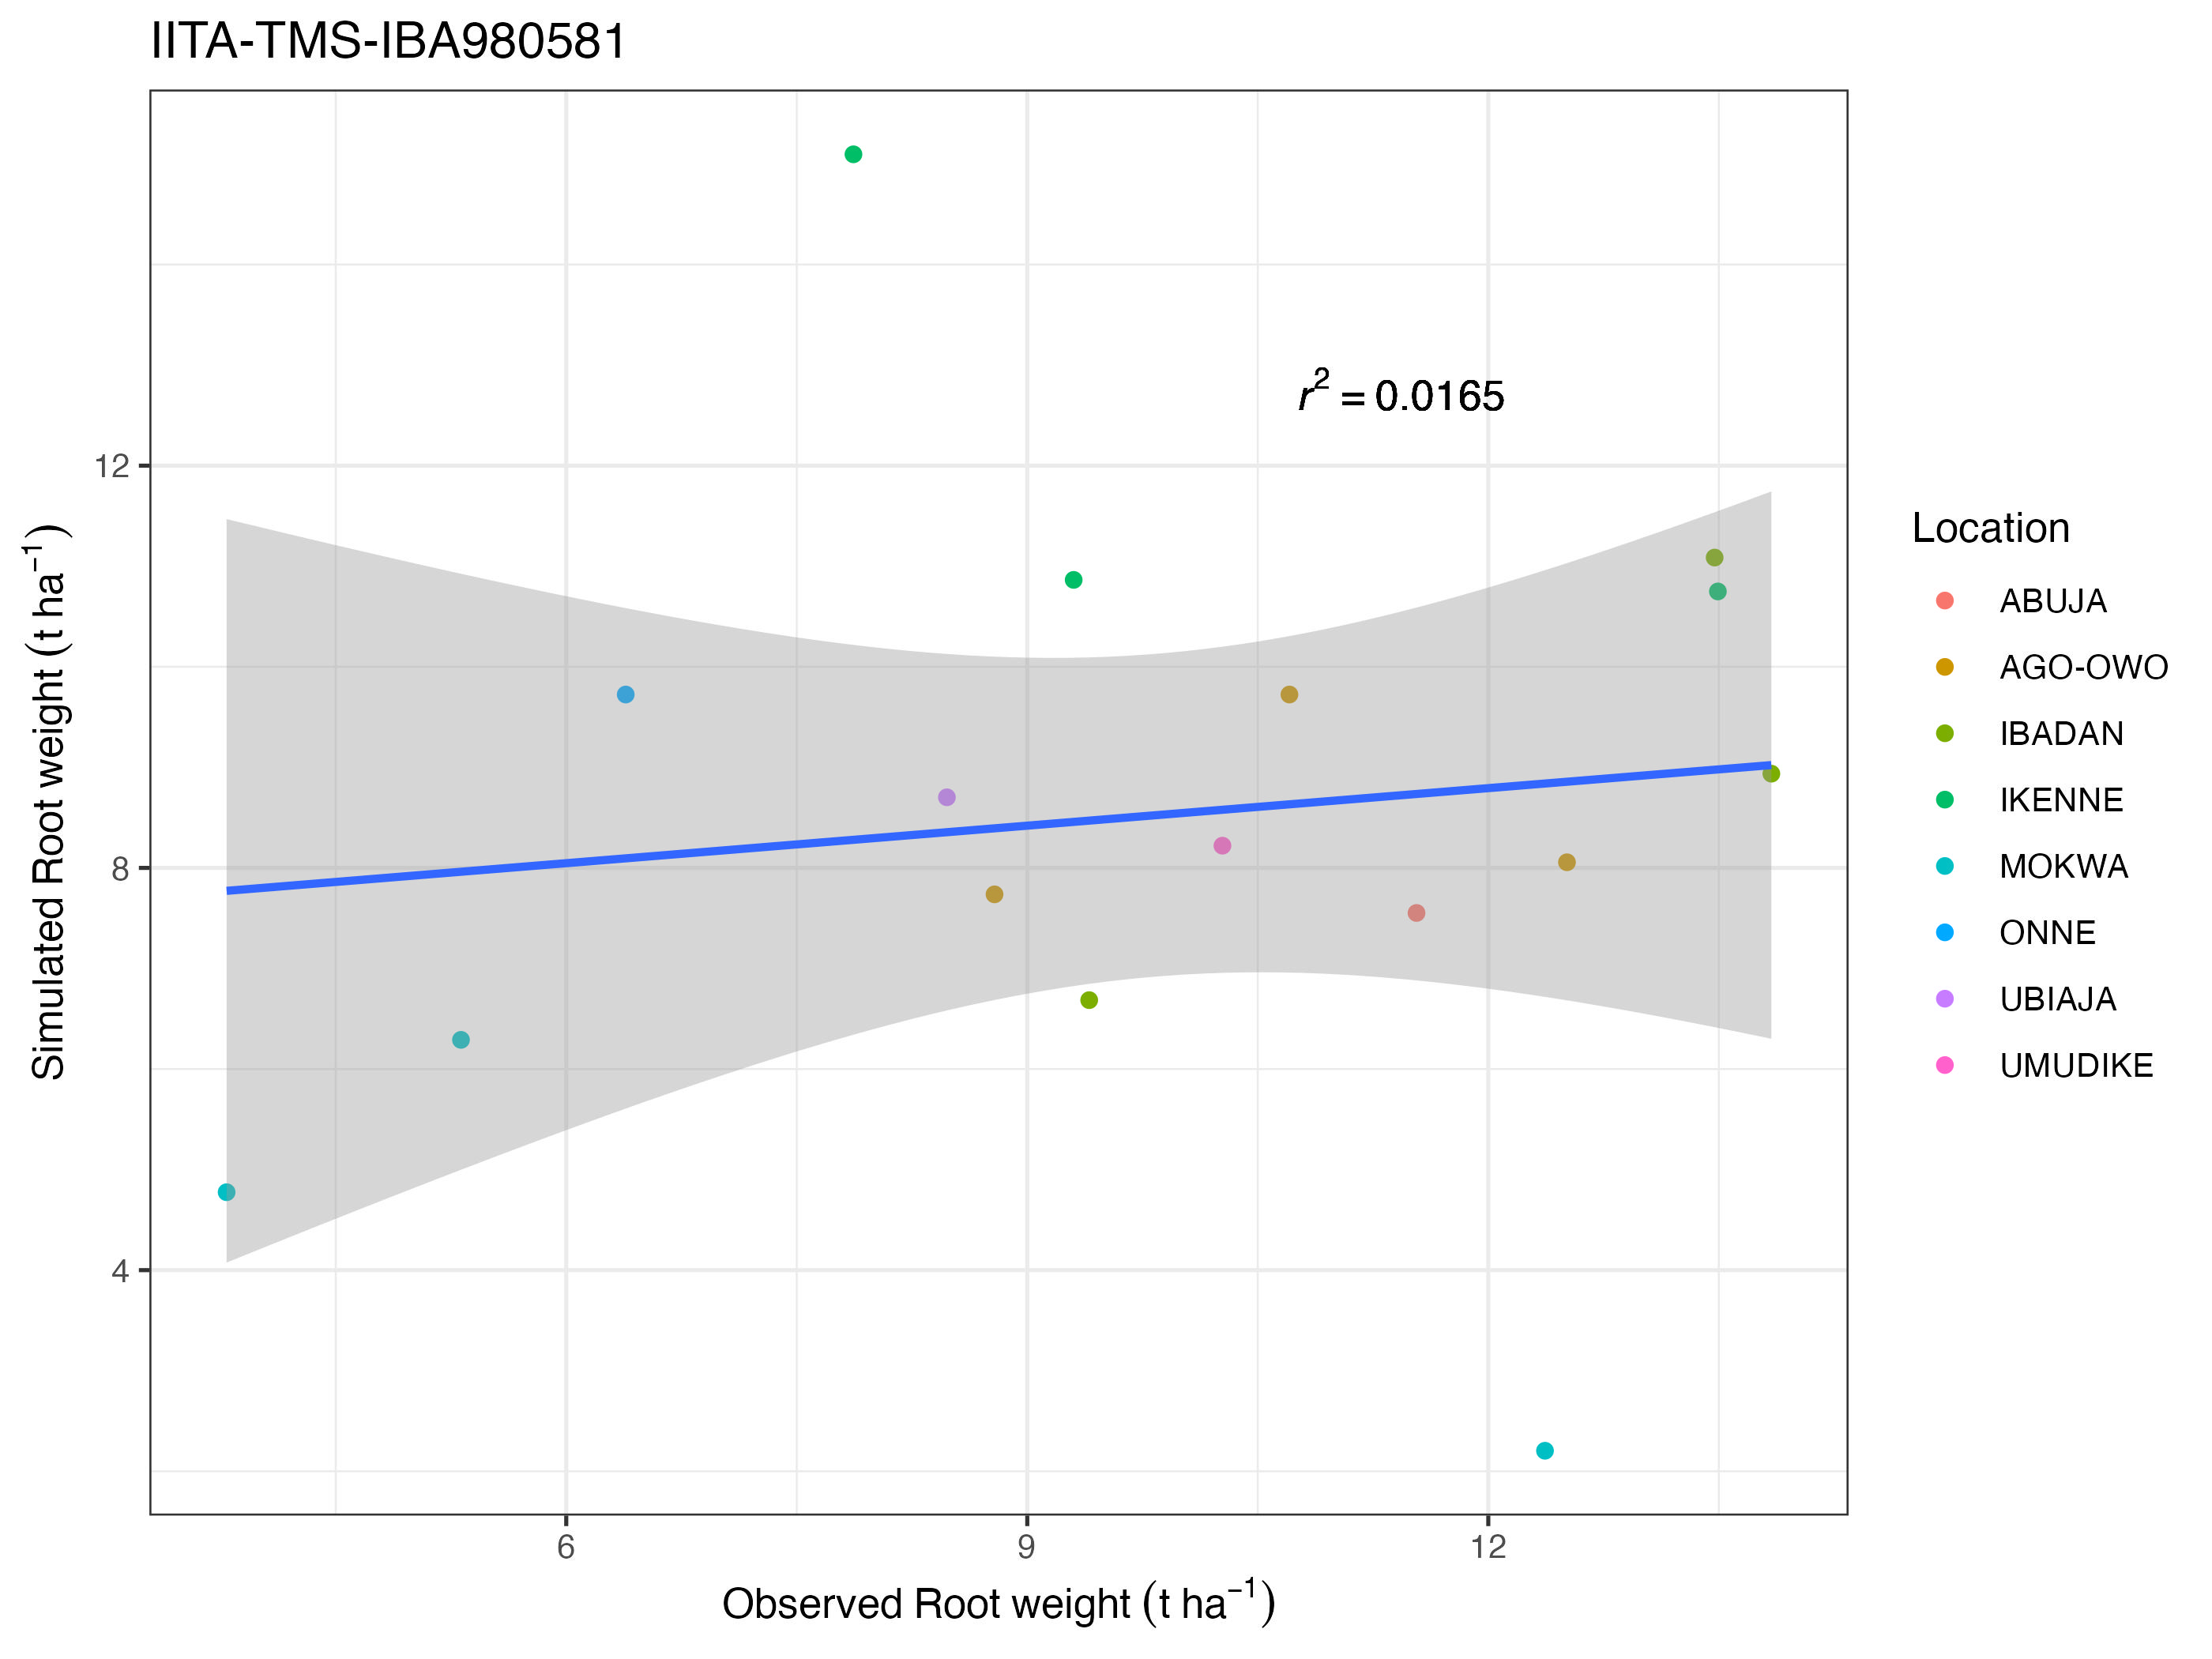 IITA-TMS-IBA980581
r² = 0.0165
12
8
4
Simulated Root weight (t ha⁻¹)
6 9 12
Observed Root weight (t ha⁻¹)
Location
ABUJA
AGO-OWO
IBADAN
IKENNE
MOKWA
ONNE
UBIAJA
UMUDIKE